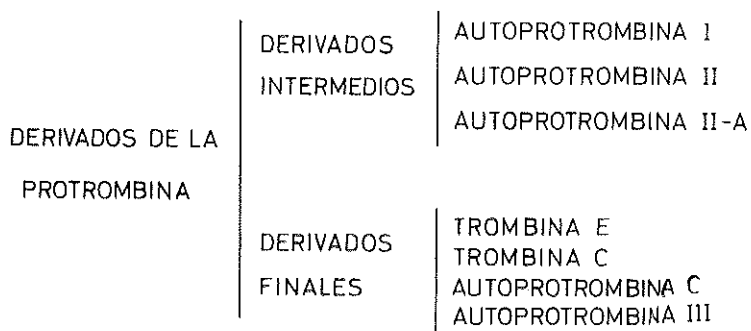 DERIVADOS DE LA
PROTROMBINA
DERIVADOS
INTERMEDIOS
AUTOPROTROMBINA I
AUTOPROTROMBINA II
AUTOPROTROMBINA II-A
DERIVADOS
FINALES
TROMBINA E
TROMBINA C
AUTOPROTROMBINA C
AUTOPROTROMBINA III